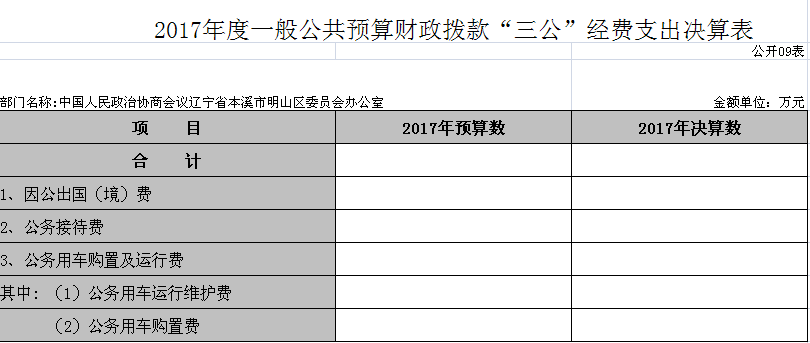 2017年度一般公共预算财政拨款“三公”经费支出决算表
公开09表
部门名称:中国人民政治协商会议辽宁省本溪市明山区委员会办公室 金额单位：万元
项 目 2017年预算数 2017年决算数
合 计
1、因公出国（境）费
2、公务接待费
3、公务用车购置及运行费
其中:（1）公务用车运行维护费
（2）公务用车购置费